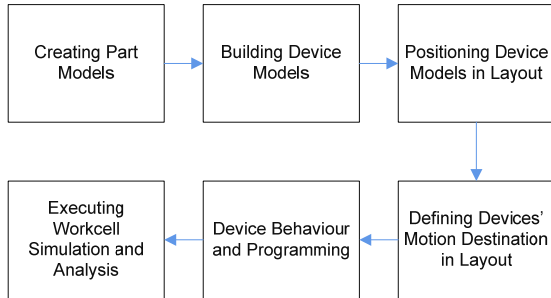 Creating Part
Models
Building Device
Models
Positioning Device
Models in Layout
Defining Devices'
Motion Destination
in Layout
Device Behaviour
and Programming
Executing
Workcell
Simulation and
Analysis